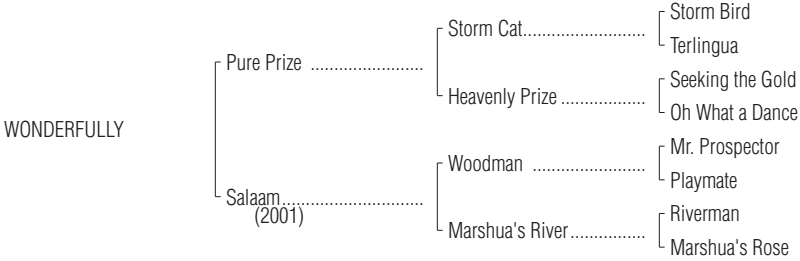 Storm Bird
Storm Cat..........................
Terlingua
Pure Prize ........................
Seeking the Gold
Heavenly Prize ..................
Oh What a Dance
WONDERFULLY
Mr. Prospector
Woodman ........................
Playmate
Salaam..............................
(2001)
Riverman
Marshua's River................
Marshua's Rose